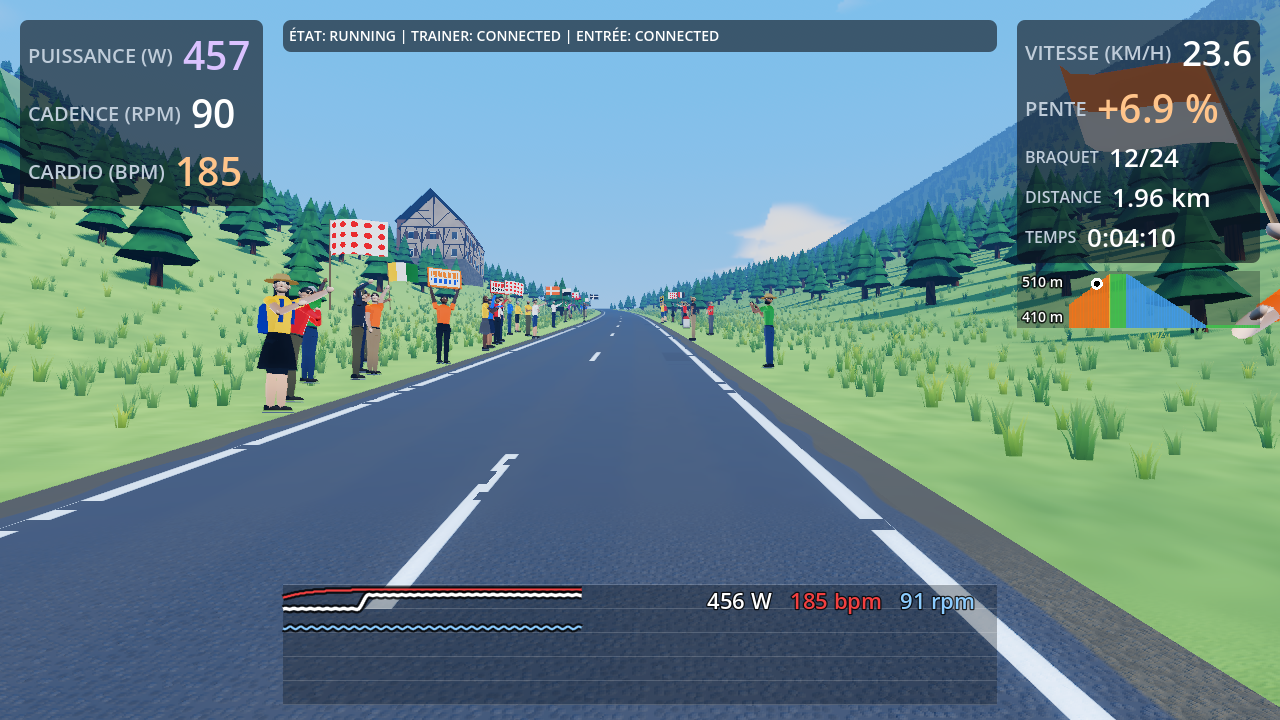 PUISSANCE (W) 457
CADENCE (RPM) 90
CARDIO (BPM) 185
ÉTAT: RUNNING | TRAINER: CONNECTED | ENTRÉE: CONNECTED
VITESSE (KM/H) 23.6
PENTE +6.9 %
BRAQUET 12/24
DISTANCE 1.96 km
TEMPS 0:04:10
510 m
410 m
456 W 185 bpm 91 rpm